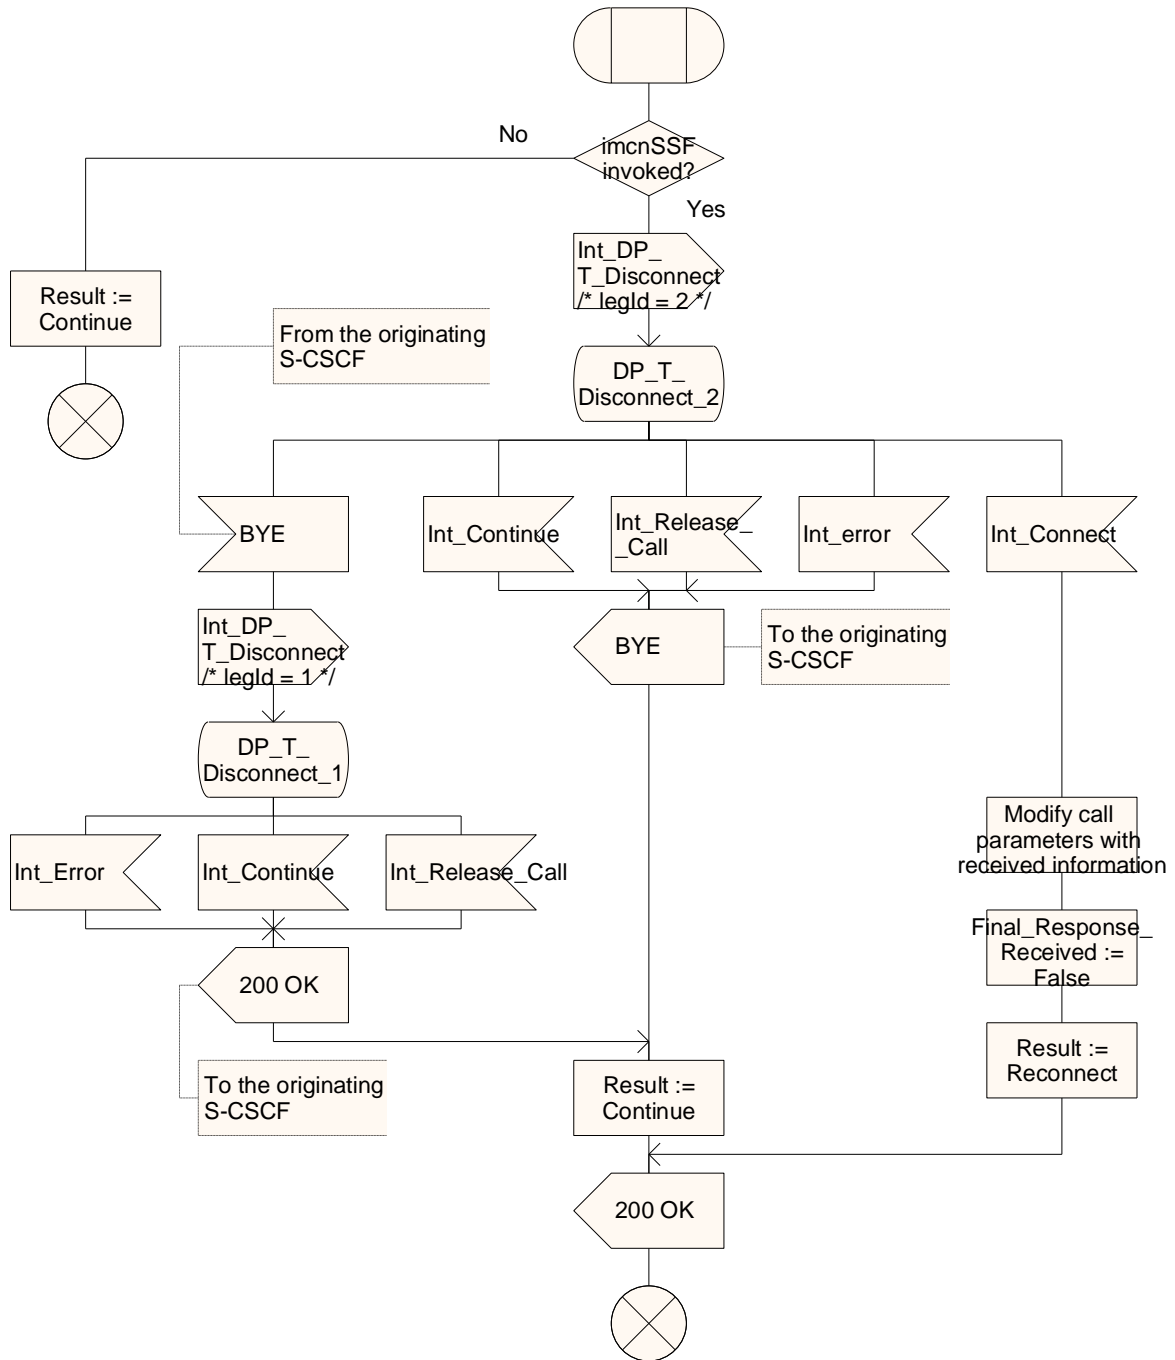 imcnSSF
invoked?
No
Yes
Int_DP_
T_Disconnect
/* legId = 2 */
Result :=
Continue
From the originating
S-CSCF
DP_T_
Disconnect_2
BYE
Int_Continue
Int_Release_
_Call
Int_error
Int_Connect
Int_DP_
T_Disconnect
/* legId = 1 */
BYE
To the originating
S-CSCF
DP_T_
Disconnect_1
Int_Error
Int_Continue
Int_Release_Call
Modify call
parameters with
received information
200 OK
Final_Response_
Received :=
False
To the originating
S-CSCF
Result :=
Continue
Result :=
Reconnect
200 OK